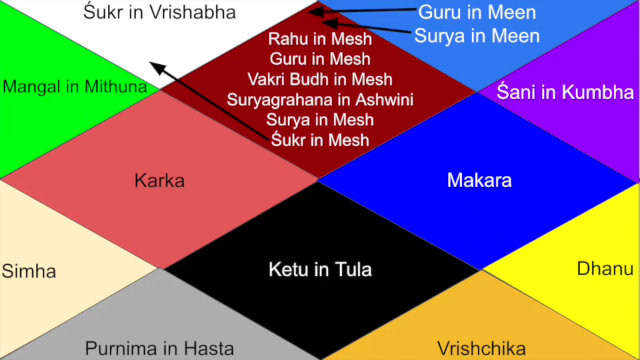 Śukr in Vrishabha
Guru in Meen
Surya in Meen
Rahu in Mesh
Guru in Mesh
Vakri Budh in Mesh
Suryagrahana in Ashwini
Surya in Mesh
Śukr in Mesh
Mangal in Mithuna
Śani in Kumbha
Karka
Makara
Simha
Ketu in Tula
Dhanu
Purnima in Hasta
Vrishchika